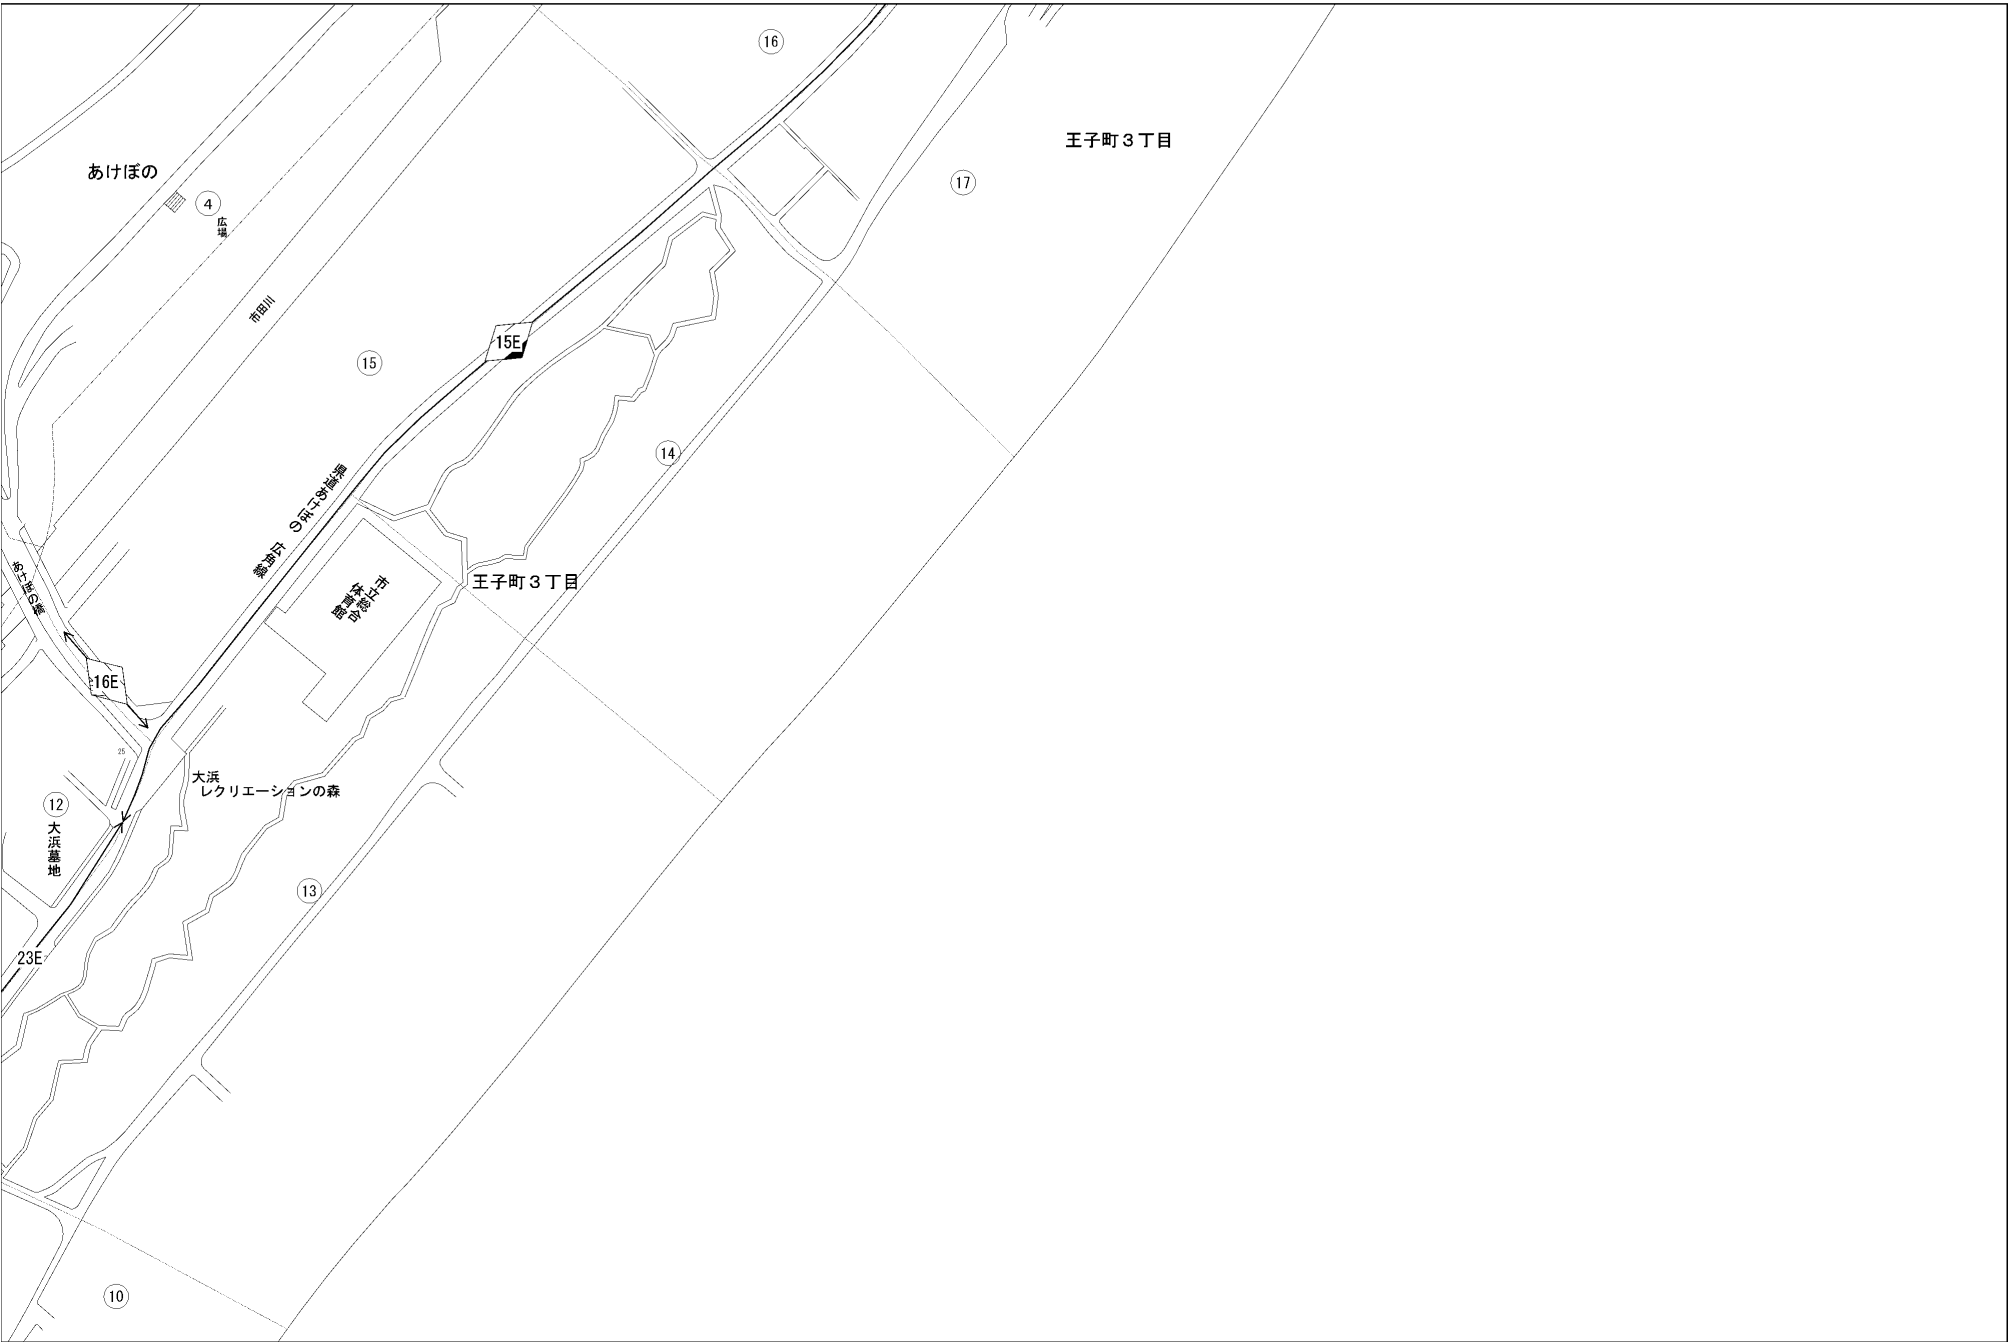 16
王子町３丁目
あけぼの
17
4
広場
市田川
15E
15
14
県道あけぼの 広角線
あけぼの橋
市立総合
体育館
王子町３丁目
16E
25
大浜
レクリエーションの森
12
大浜墓地
13
23E
10